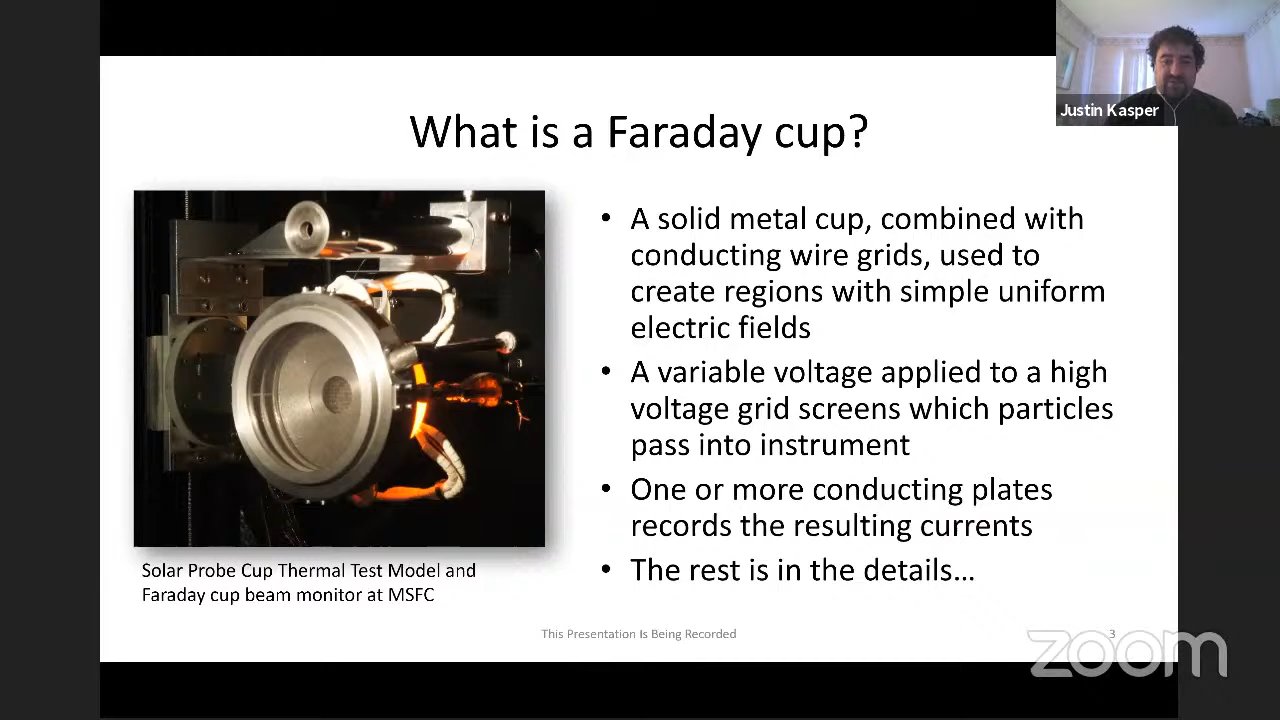 Justin Kasper
What is a Faraday cup?
• A solid metal cup, combined with
conducting wire grids, used to
create regions with simple uniform
electric fields
• A variable voltage applied to a high
voltage grid screens which particles
pass into instrument
• One or more conducting plates
records the resulting currents
• The rest is in the details…
Solar Probe Cup Thermal Test Model and
Faraday cup beam monitor at MSFC
This Presentation Is Being Recorded
3
zoom